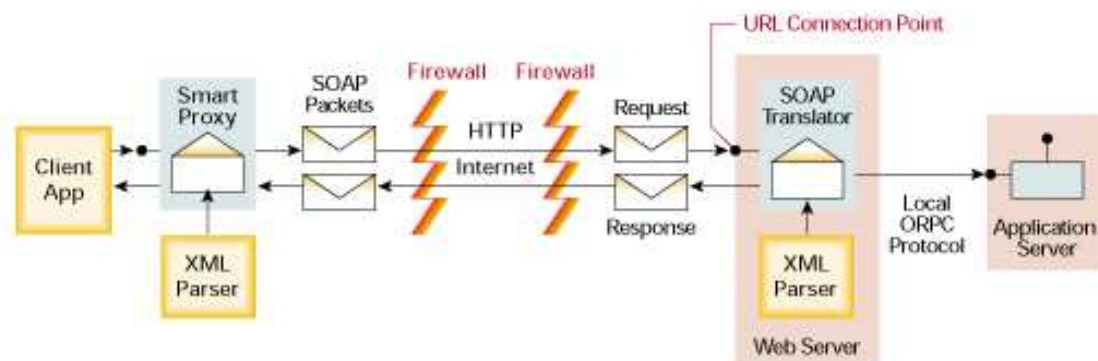 URL Connection Point
Smart
Proxy
SOAP
Packets
Firewall
Firewall
Request
SOAP
Translator
Client
App
HTTP
Internet
Response
Local
ORPC
Protocol
Application
Server
XML
Parser
XML
Parser
Web Server